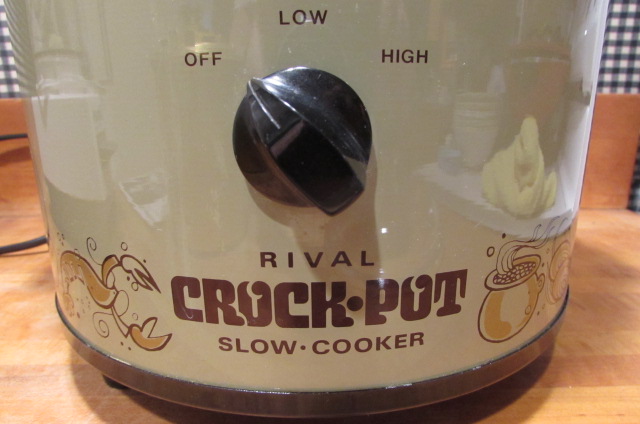 LOW
OFF HIGH
RIVAL
CROCK·POT
SLOW·COOKER